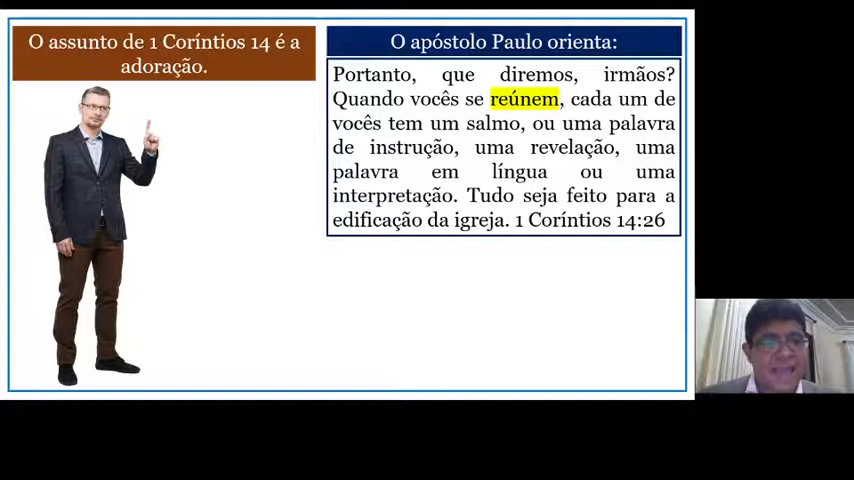 O assunto de 1 Coríntios 14 é a
adoração.
O apóstolo Paulo orienta:
Portanto, que diremos, irmãos?
Quando vocês se reúnem, cada um de
vocês tem um salmo, ou uma palavra
de instrução, uma revelação, uma
palavra em língua ou uma
interpretação. Tudo seja feito para a
edificação da igreja. 1 Coríntios 14:26